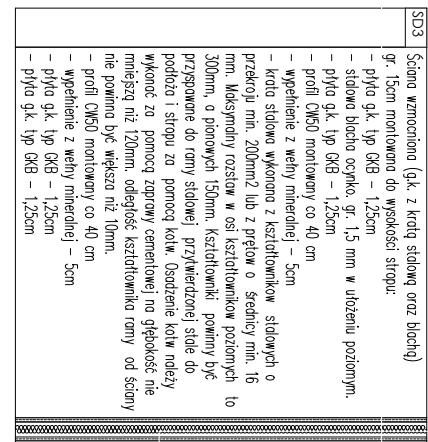 SD3
Ściana wzmocniona (g.k. z kratą stalową oraz blachą)
gr. 15cm montowana do wysokości stropu:
- płyta g.k. typ GKB - 1,25cm
- stalowa blacha ocynko. gr. 1,5 mm w ułożeniu poziomym.
- płyta g.k. typ GKB - 1,25cm
- profil CW50 montowany co 40 cm
- wypełnienie z wełny mineralnej - 5cm
- krata stalowa wykonana z kształtownikow stalowych o
przekroju min. 200mm2 lub z prętow o średnicy min. 16
mm. Maksymalny rozstaw w osi kształtownikow poziomych to
300mm, a pionowych 150mm. Kształtowniki powinny być
przyspawane do ramy stalowej przytwierdzonej stale do
podłoża i stropu za pomocą kotw. Osadzenie kotw należy
wykonać za pomocą zaprawy cementowej na głębokość nie
mniejszą niż 120mm. odległość kształtownika ramy od ściany
nie powinna być większa niż 10mm.
- profil CW50 montowany co 40 cm
- wypełnienie z wełny mineralnej - 5cm
- płyta g.k. typ GKB - 1,25cm
- płyta g.k. typ GKB - 1,25cm